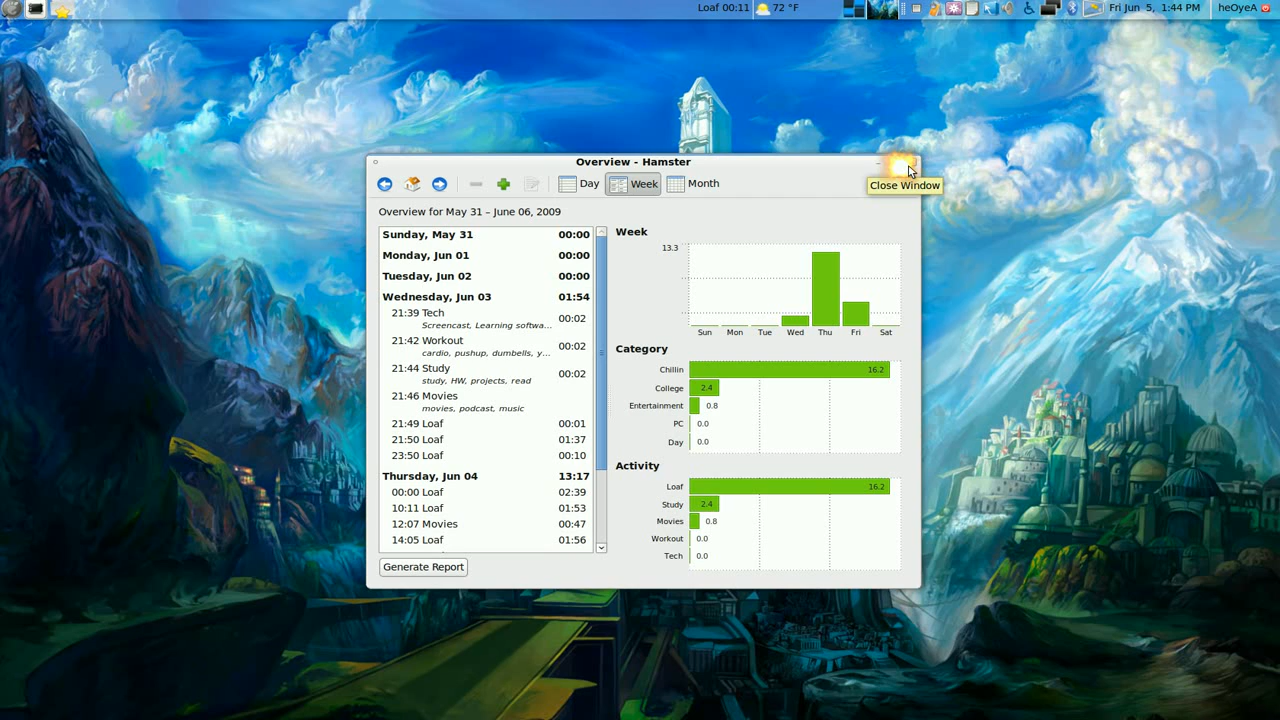 Loaf 00:11 72 °F Fri Jun 5, 1:44 PM heOyeA
Overview - Hamster
Close Window
Day Week Month
Overview for May 31 – June 06, 2009
Sunday, May 31 00:00
Monday, Jun 01 00:00
Tuesday, Jun 02 00:00
Wednesday, Jun 03 01:54
21:39 Tech 00:02
Screencast, Learning softwa...
21:42 Workout 00:02
cardio, pushup, dumbells, y...
21:44 Study 00:02
study, HW, projects, read
21:46 Movies
movies, podcast, music
21:49 Loaf 00:01
21:50 Loaf 01:37
23:50 Loaf 00:10
Thursday, Jun 04 13:17
00:00 Loaf 02:39
10:11 Loaf 01:53
12:07 Movies 00:47
14:05 Loaf 01:56
Generate Report
Week
13.3
Sun Mon Tue Wed Thu Fri Sat
Category
Chillin 16.2
College 2.4
Entertainment 0.8
PC 0.0
Day 0.0
Activity
Loaf 16.2
Study 2.4
Movies 0.8
Workout 0.0
Tech 0.0